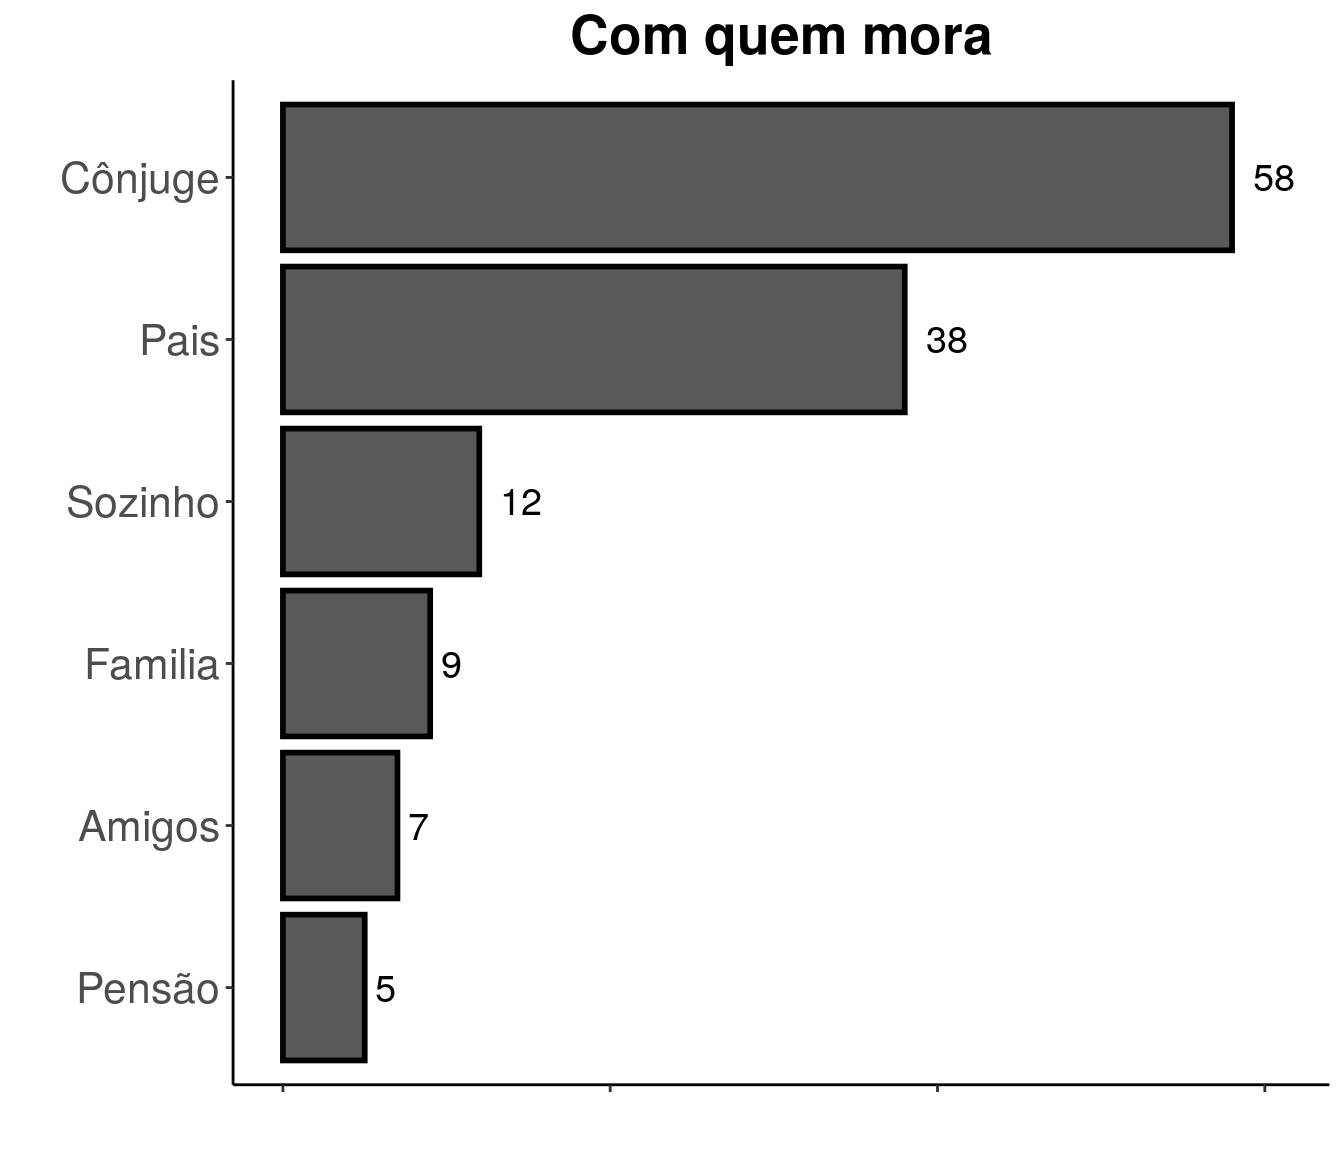 Com quem mora
Cônjuge 58
Pais 38
Sozinho 12
Familia 9
Amigos 7
Pensão 5